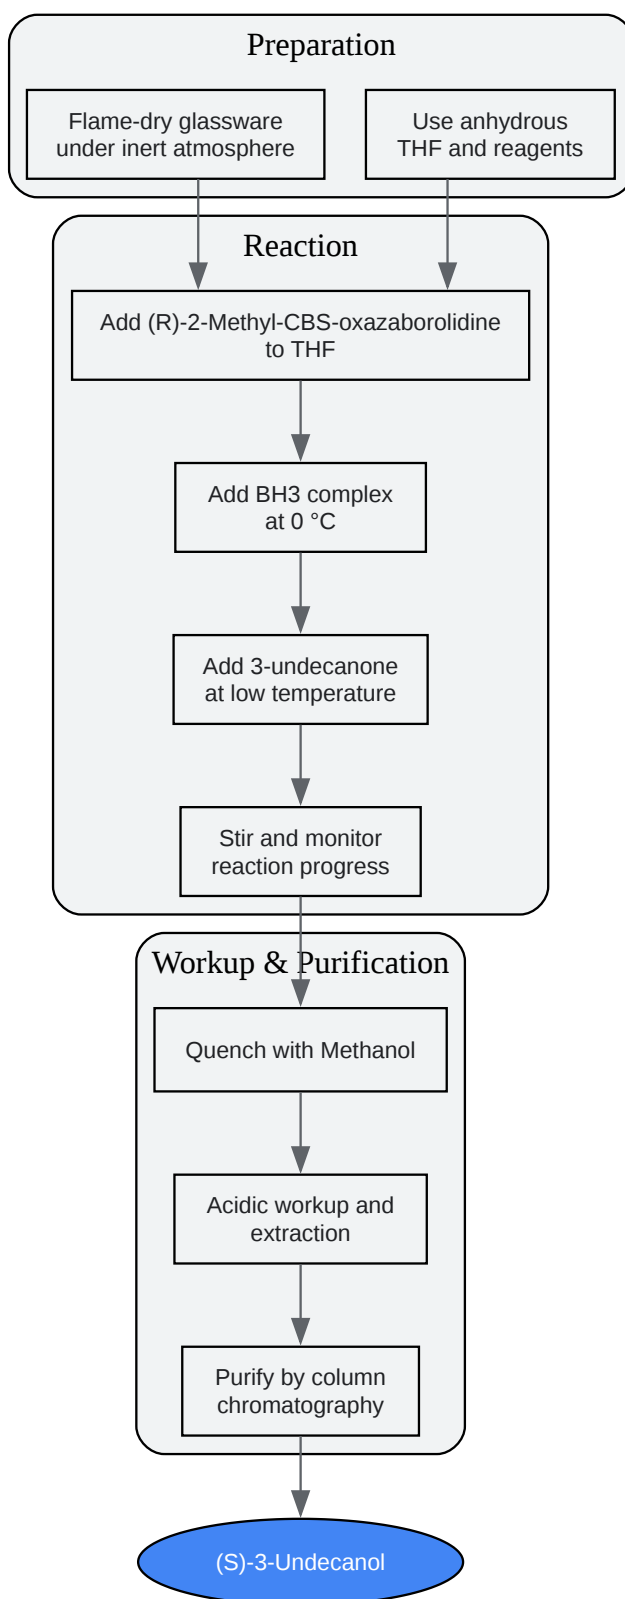 Preparation
Flame-dry glassware
under inert atmosphere
Use anhydrous
THF and reagents
Reaction
Add (R)-2-Methyl-CBS-oxazaborolidine
to THF
Add BH3 complex
at 0 °C
Add 3-undecanone
at low temperature
Stir and monitor
reaction progress
Workup & Purification
Quench with Methanol
Acidic workup and
extraction
Purify by column
chromatography
(S)-3-Undecanol